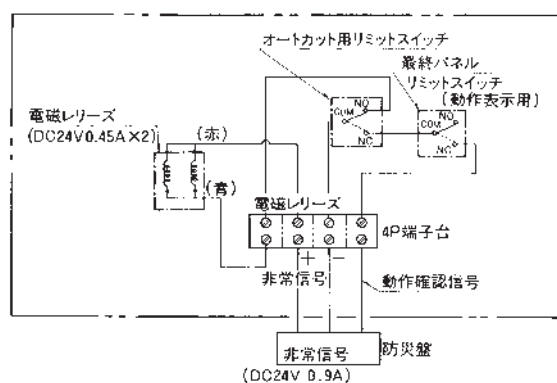 オートカット用リミットスイッチ
最終パネル
リミットスイッチ
(動作表示用)
NO
COM
NC
NO
COM
NC
電磁レリーズ
(DC24V0.45A×2)
(赤)
(青)
電磁レリーズ
4P端子台
+
−
非常信号
動作確認信号
非常信号
防災盤
(DC24V 0.9A)